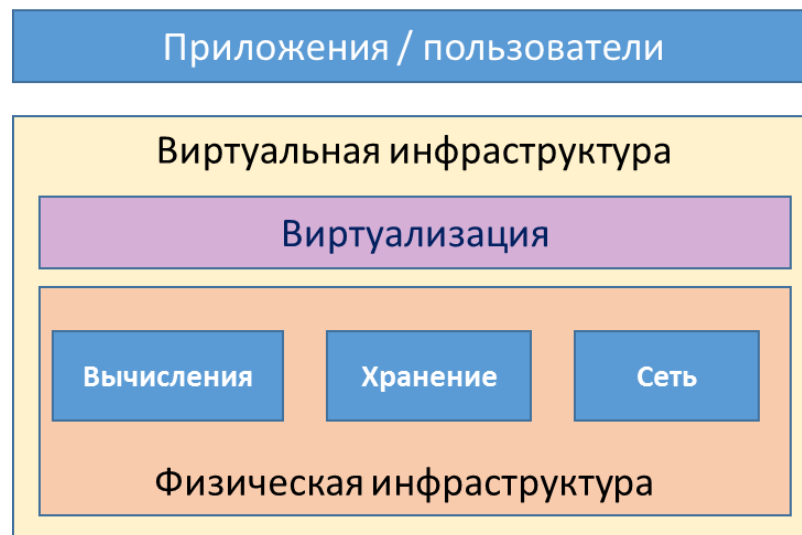 Приложения / пользователи
Виртуальная инфраструктура
Виртуализация
Вычисления
Хранение
Сеть
Физическая инфраструктура